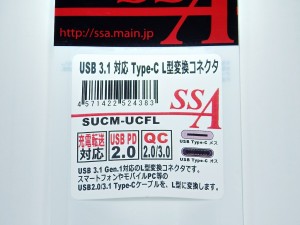 http://ssa.main.jp/
USB 3.1 対応 Type-C L型変換コネクタ
4571422524383
SSA
SUCM-UCFL
充電転送
対応
USB PD
2.0
QC
2.0/3.0
USB Type-C メス
USB Type-C オス
USB 3.1 Gen.1対応のL型変換コネクタです。
スマートフォンやモバイルPC等の
USB2.0/3.1 Type-Cケーブルを、L型に変換します。